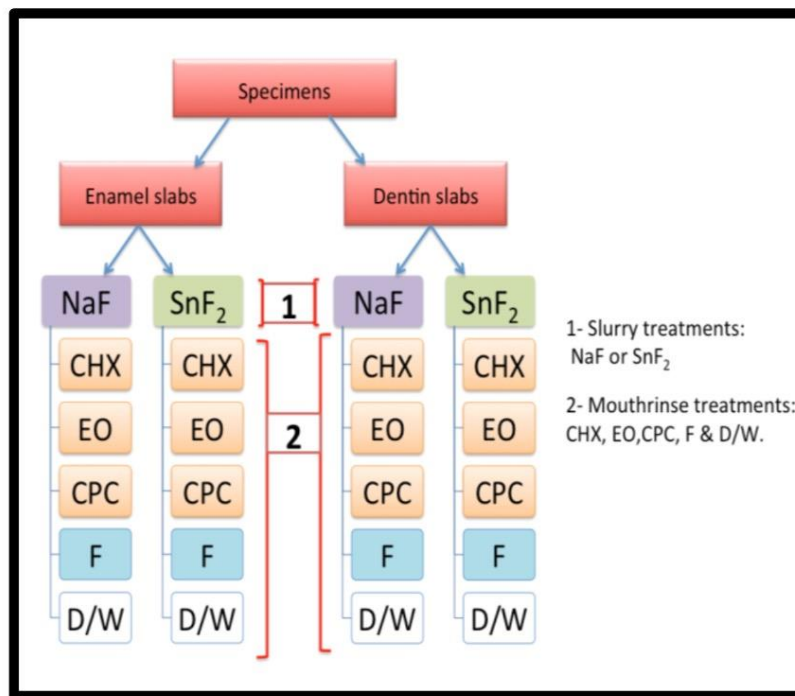 Specimens
Enamel slabs
Dentin slabs
NaF
SnF₂
1
NaF
SnF₂
CHX
CHX
CHX
CHX
EO
EO
2
EO
EO
CPC
CPC
CPC
CPC
F
F
F
F
D/W
D/W
D/W
D/W
1- Slurry treatments:
NaF or SnF₂
2- Mouthrinse treatments:
CHX, EO,CPC, F & D/W.